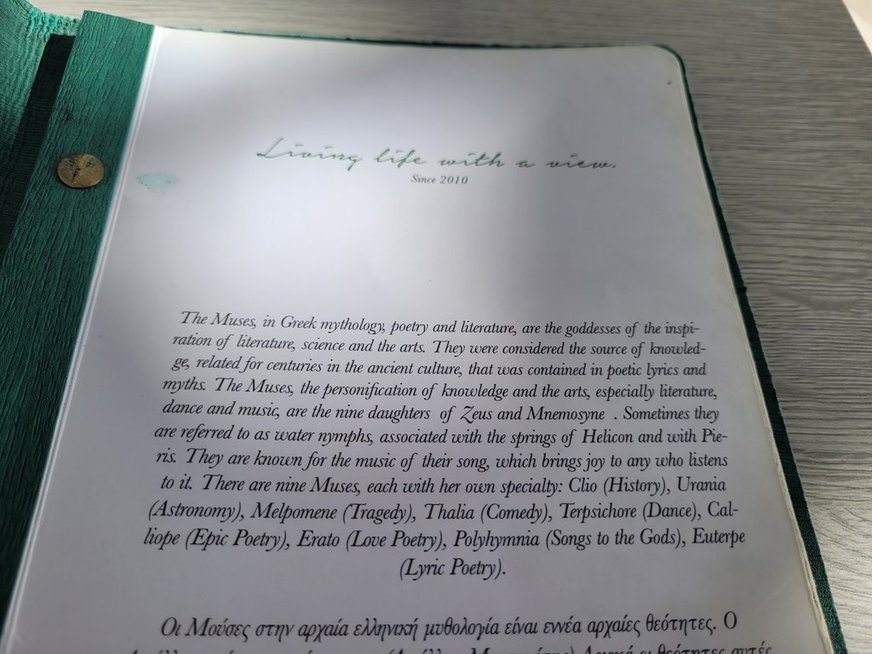 Living life with a view.
Since 2010
The Muses, in Greek mythology, poetry and literature, are the goddesses of the inspi-
ration of literature, science and the arts. They were considered the source of knowled-
ge, related for centuries in the ancient culture, that was contained in poetic lyrics and
myths. The Muses, the personification of knowledge and the arts, especially literature,
dance and music, are the nine daughters of Zeus and Mnemosyne . Sometimes they
are referred to as water nymphs, associated with the springs of Helicon and with Pie-
ris. They are known for the music of their song, which brings joy to any who listens
to it. There are nine Muses, each with her own specialty: Clio (History), Urania
(Astronomy), Melpomene (Tragedy), Thalia (Comedy), Terpsichore (Dance), Cal-
liope (Epic Poetry), Erato (Love Poetry), Polyhymnia (Songs to the Gods), Euterpe
(Lyric Poetry).
Οι Μούσες στην αρχαία ελληνική μυθολογία είναι εννέα αρχαίες θεότητες. Ο